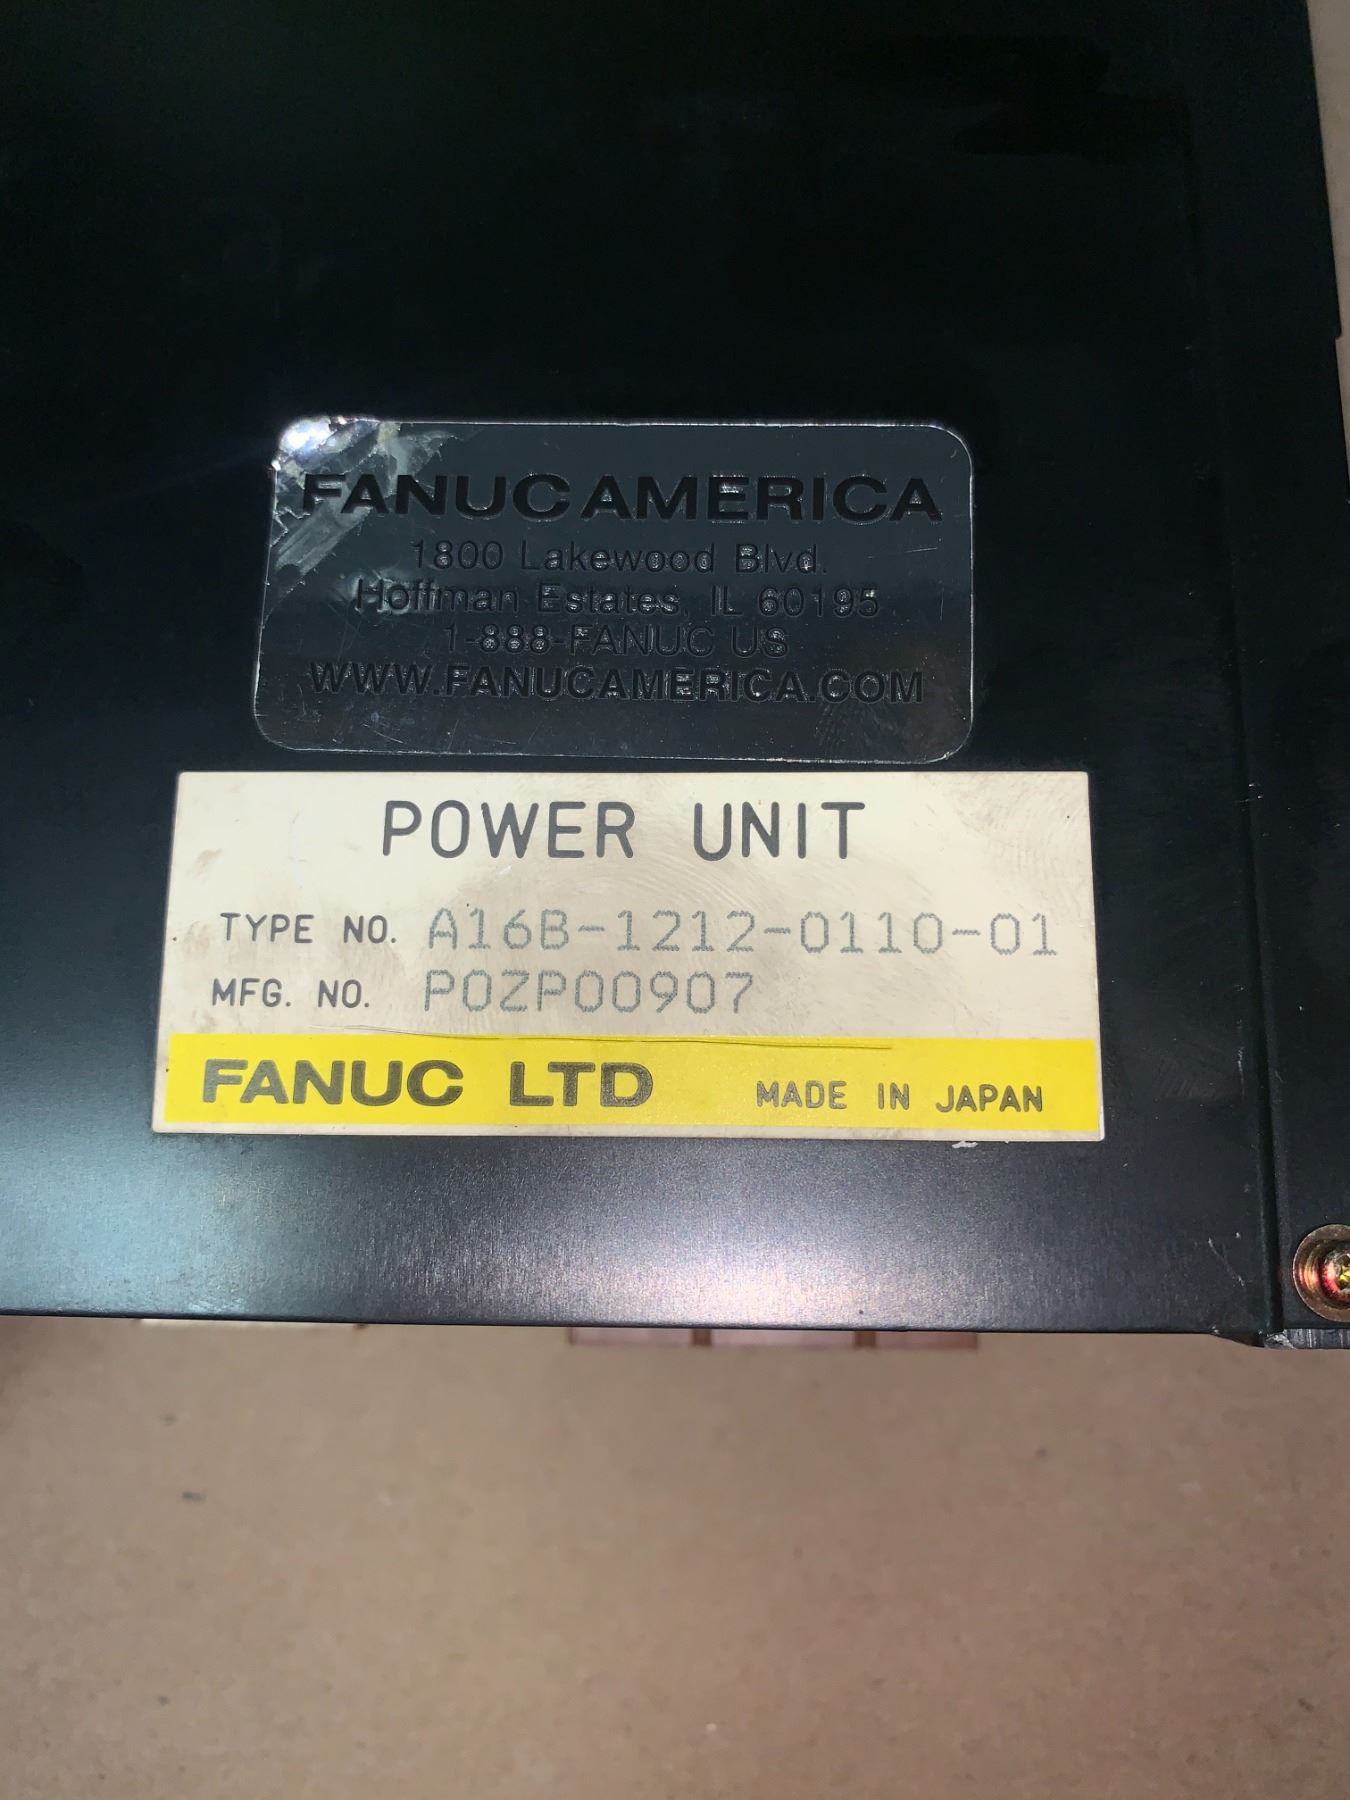 FANUC AMERICA
1800 Lakewood Blvd.
Hoffman Estates, IL 60195
1-888-FANUC US
WWW.FANUCAMERICA.COM
POWER UNIT
TYPE NO. A16B-1212-0110-01
MFG. NO. P0ZP00907
FANUC LTD MADE IN JAPAN